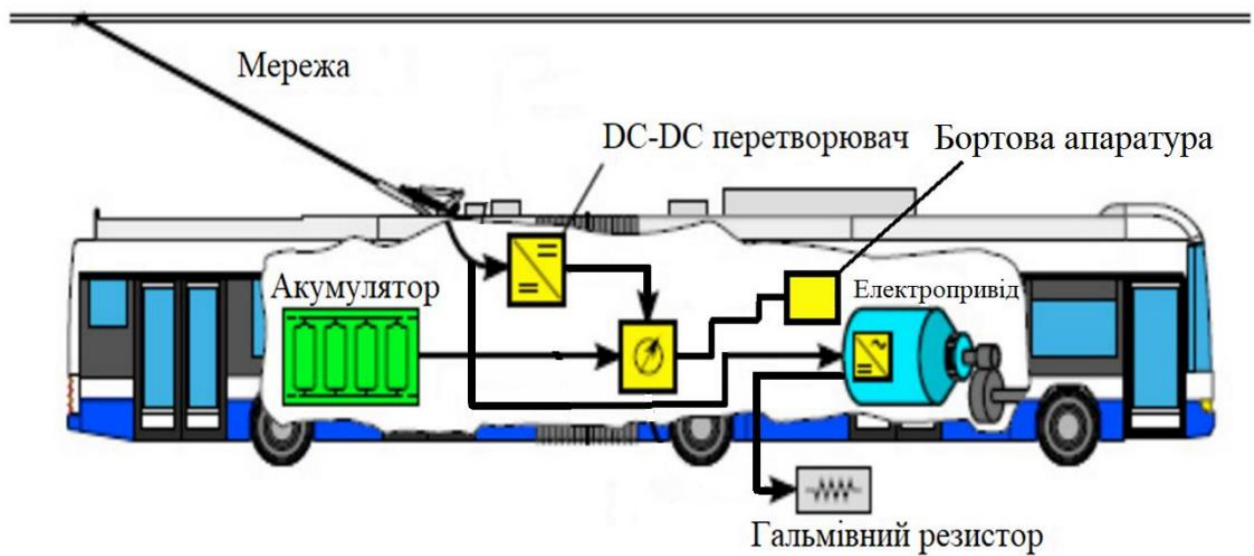 Мережа
DC-DC перетворювач
Бортова апаратура
Акумулятор
Електропривід
Гальмівний резистор